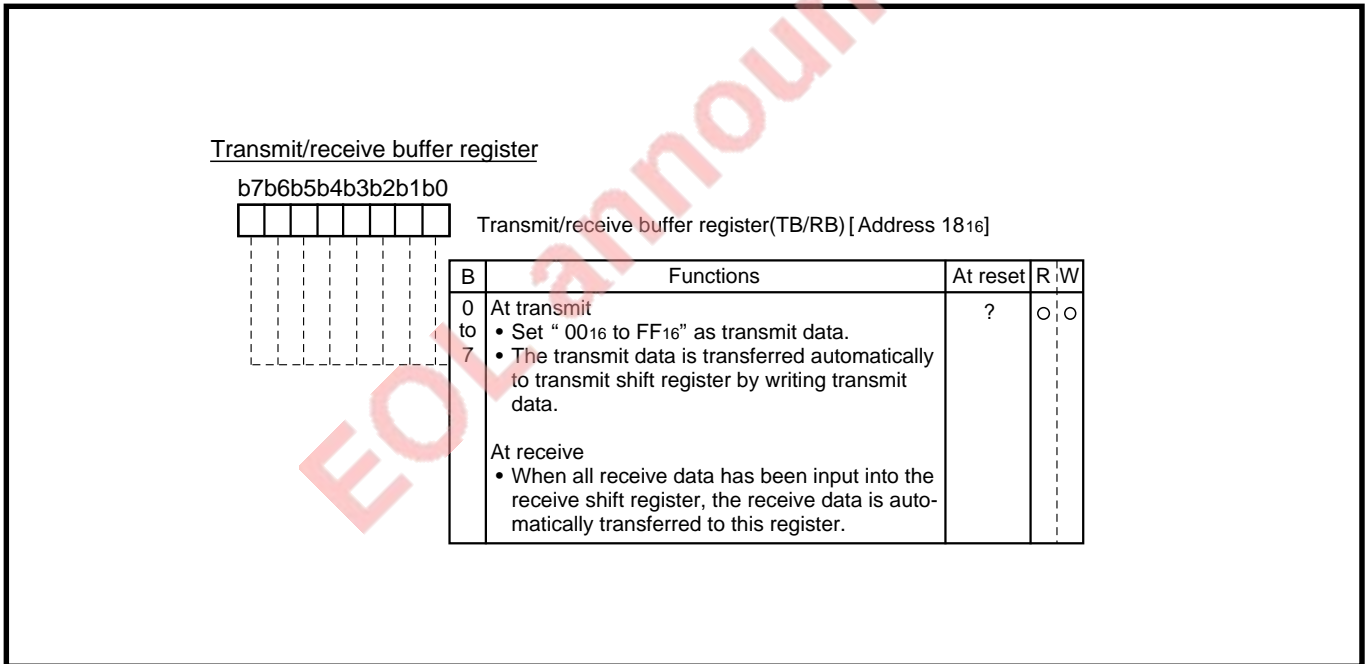 Transmit/receive buffer register
b7b6b5b4b3b2b1b0
Transmit/receive buffer register(TB/RB) [ Address 1816]
B Functions At reset R W
0 At transmit ? ○ ○
to • Set “ 0016 to FF16” as transmit data.
7 • The transmit data is transferred automatically
to transmit shift register by writing transmit
data.
At receive
• When all receive data has been input into the
receive shift register, the receive data is auto-
matically transferred to this register.
EOL announ